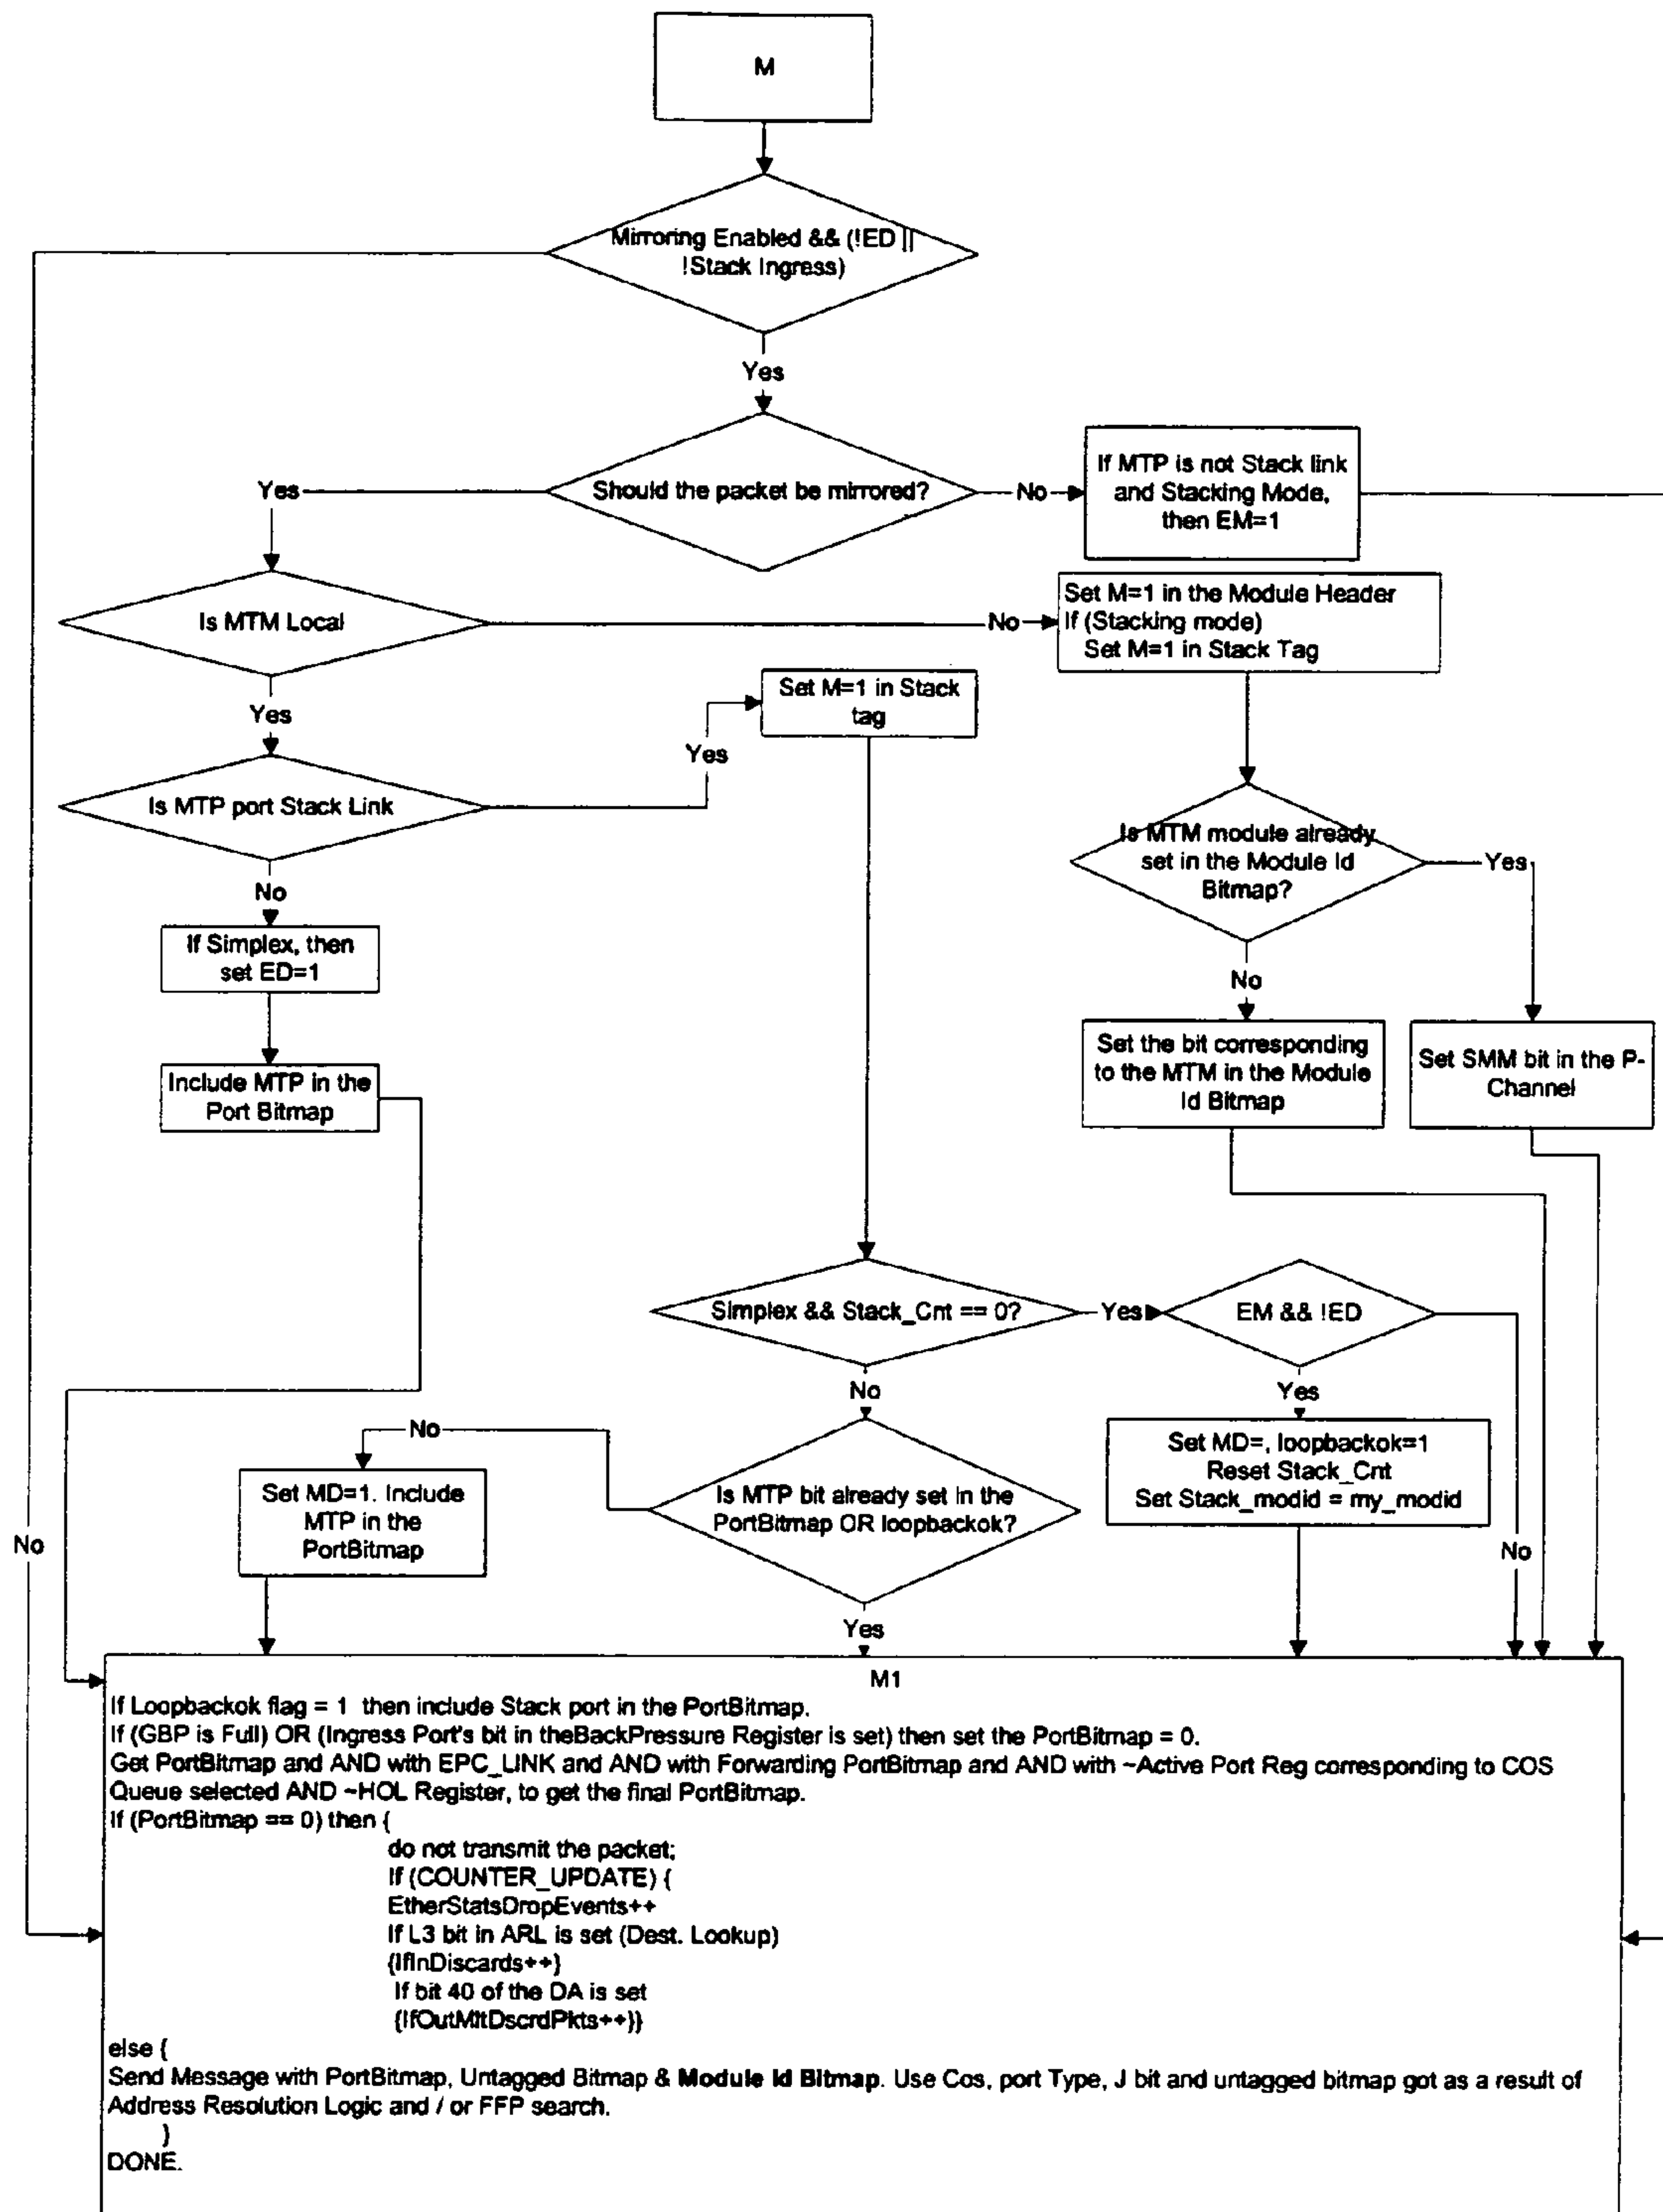 M
Mirroring Enabled && (!ED ||
!Stack Ingress)
Yes
Should the packet be mirrored?
Yes
No
If MTP is not Stack link
and Stacking Mode,
then EM=1
Is MTM Local
No
Set M=1 in the Module Header
If (Stacking mode)
Set M=1 in Stack Tag
Yes
Set M=1 in Stack
tag
Yes
Is MTP port Stack Link
Is MTM module already
set in the Module Id
Bitmap?
Yes
No
If Simplex, then
set ED=1
No
Include MTP in the
Port Bitmap
Set the bit corresponding
to the MTM in the Module
Id Bitmap
Set SMM bit in the P-
Channel
Simplex && Stack_Cnt == 0?
Yes
EM && !ED
No
Yes
No
Set MD=1. Include
MTP in the
PortBitmap
Is MTP bit already set in the
PortBitmap OR loopbackok?
Set MD=, loopbackok=1
Reset Stack_Cnt
Set Stack_modid = my_modid
No
No
Yes
M1
If Loopbackok flag = 1 then include Stack port in the PortBitmap.
If (GBP is Full) OR (Ingress Port's bit in theBackPressure Register is set) then set the PortBitmap = 0.
Get PortBitmap and AND with EPC_LINK and AND with Forwarding PortBitmap and AND with ~Active Port Reg corresponding to COS
Queue selected AND ~HOL Register, to get the final PortBitmap.
If (PortBitmap == 0) then {
do not transmit the packet;
If (COUNTER_UPDATE) {
EtherStatsDropEvents++
If L3 bit in ARL is set (Dest. Lookup)
{IfInDiscards++}
If bit 40 of the DA is set
{IfOutMltDscrdPkts++}}
else {
Send Message with PortBitmap, Untagged Bitmap & Module Id Bitmap. Use Cos, port Type, J bit and untagged bitmap got as a result of
Address Resolution Logic and / or FFP search.
}
DONE.